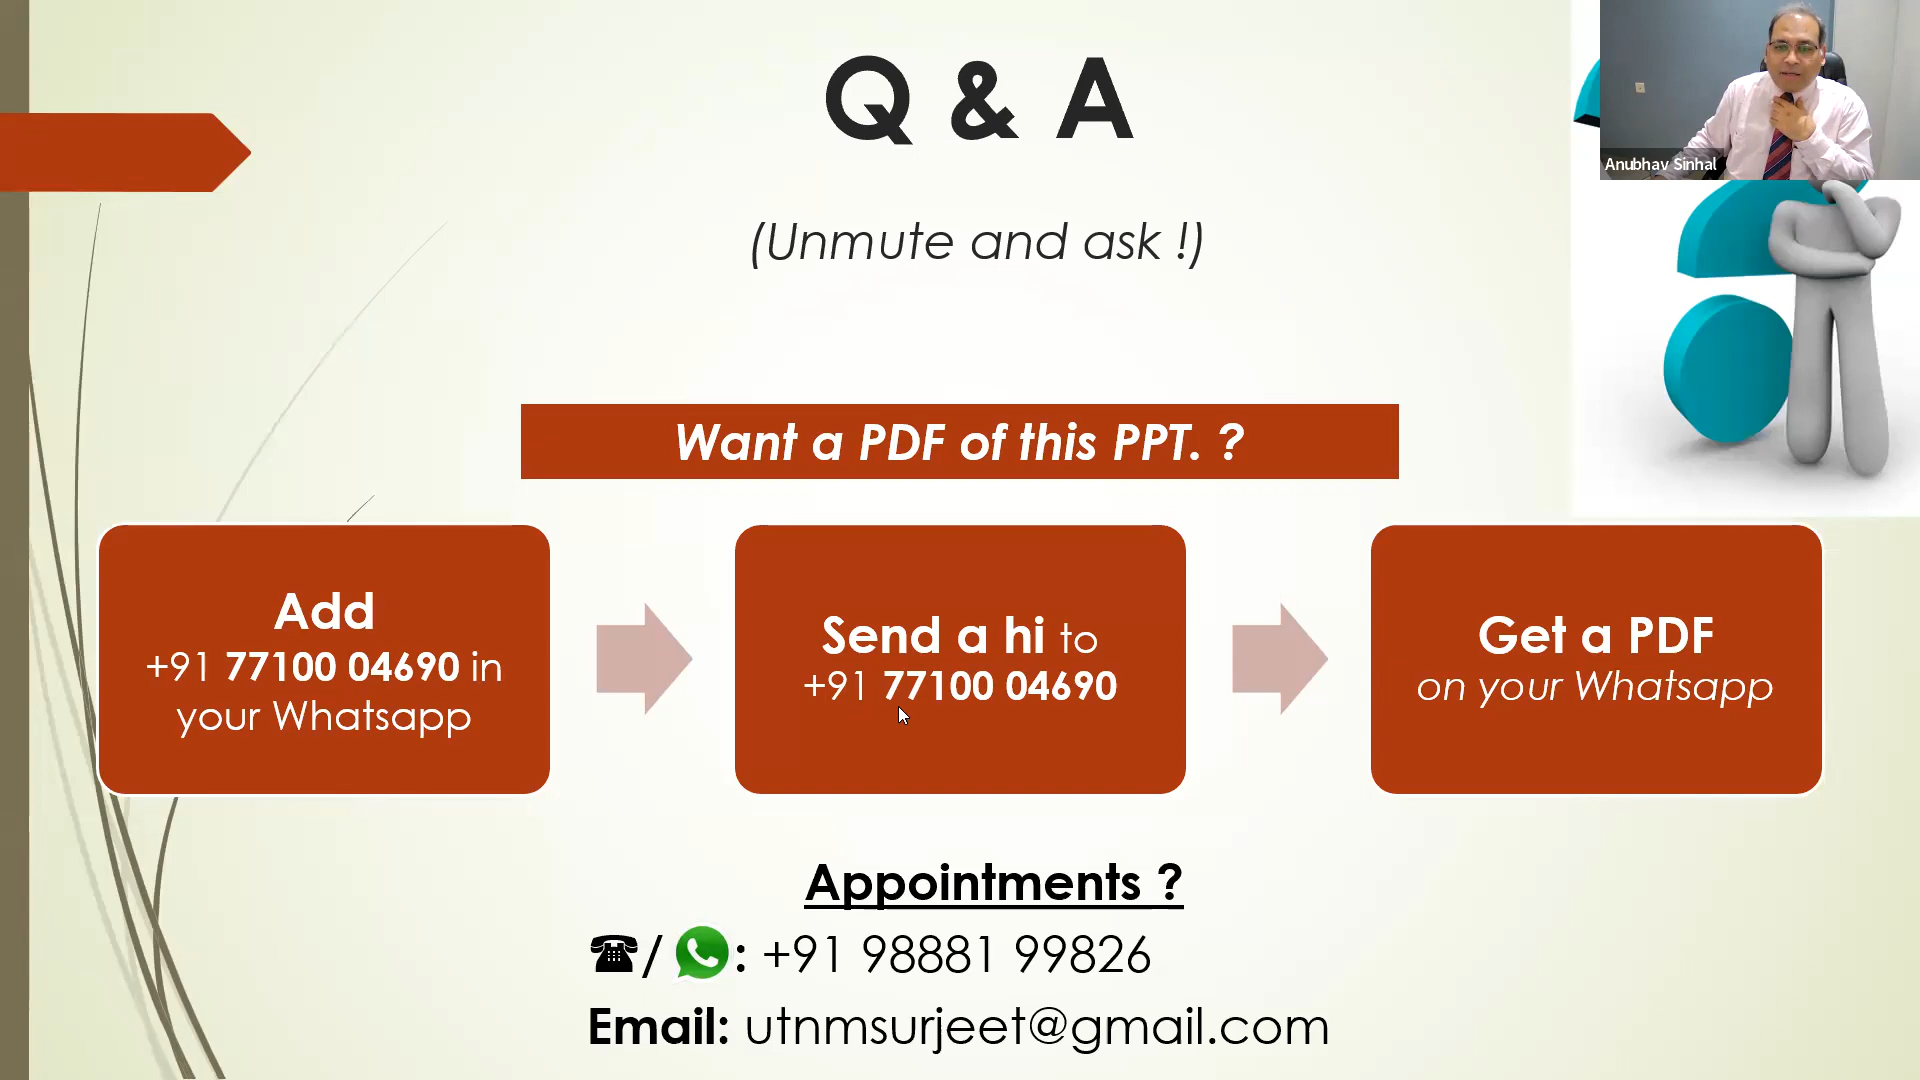 Q & A
Anubhav Sinhal
(Unmute and ask !)
Want a PDF of this PPT. ?
Add
+91 77100 04690 in
your Whatsapp
Send a hi to
+91 77100 04690
Get a PDF
on your Whatsapp
Appointments ?
☎/ : +91 98881 99826
Email: utnmsurjeet@gmail.com